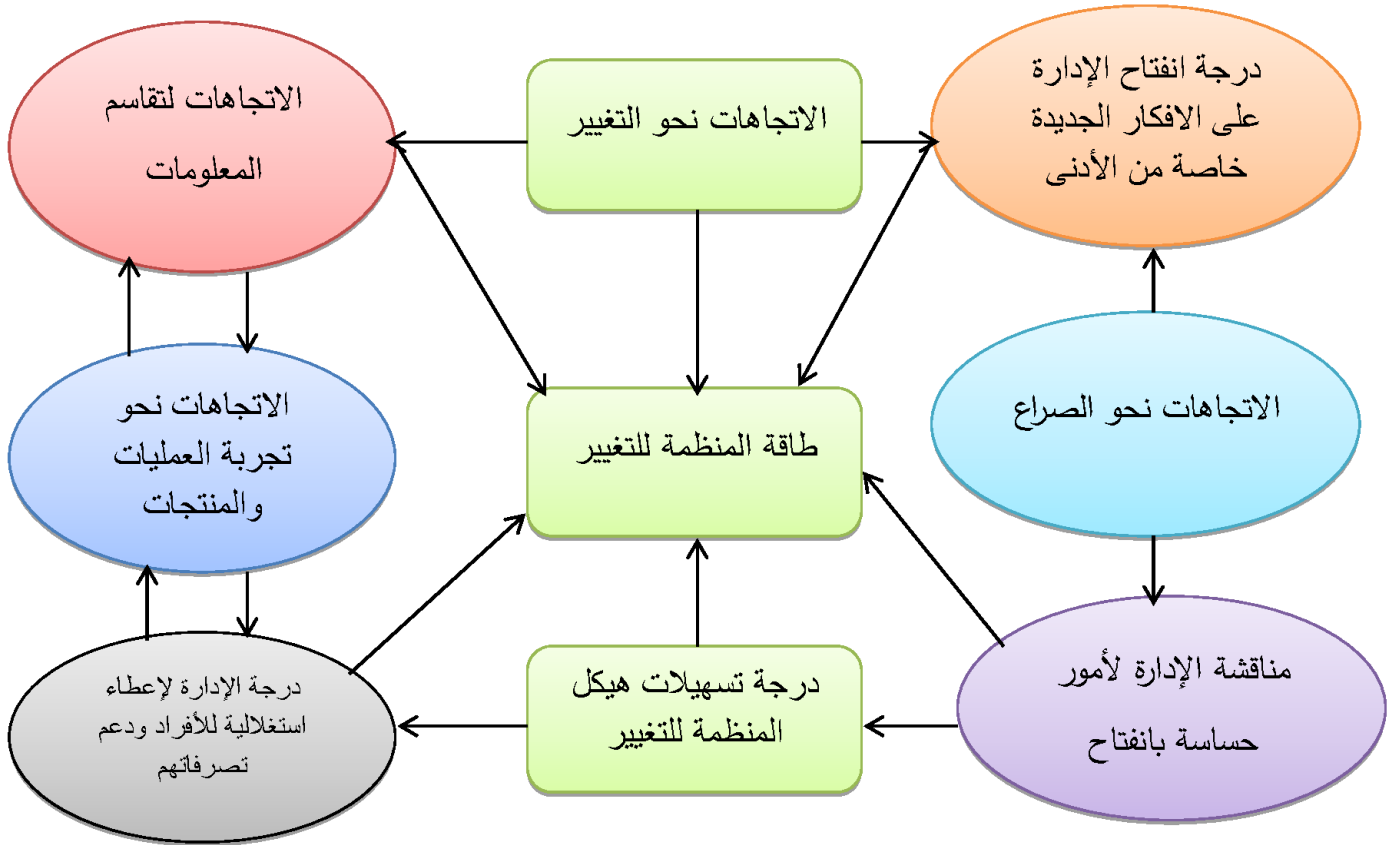 درجة انفتاح الإدارة
على الافكار الجديدة
خاصة من الأدنى
الاتجاهات نحو التغيير
الاتجاهات لتقاسم
المعلومات
الاتجاهات نحو الصراع
طاقة المنظمة للتغيير
الاتجاهات نحو
تجربة العمليات
والمنتجات
مناقشة الإدارة لأمور
حساسة بانفتاح
درجة تسهيلات هيكل
المنظمة للتغيير
درجة الإدارة لإعطاء
استغلالية للأفراد ودعم
تصرفاتهم